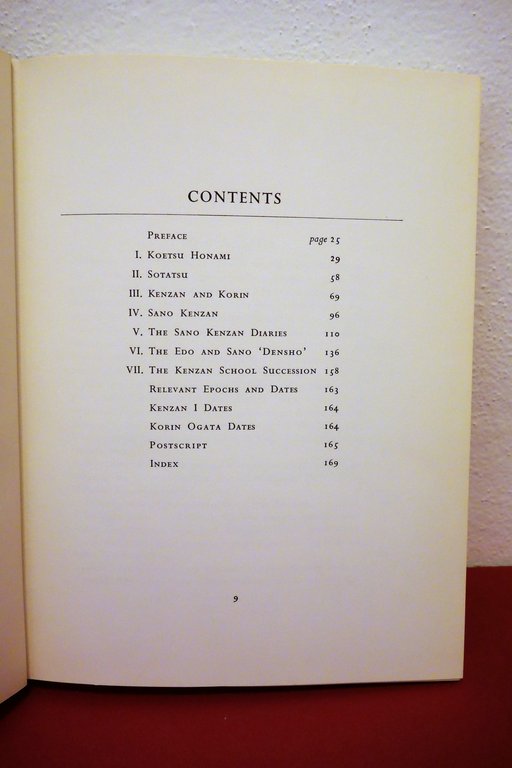 CONTENTS
PREFACE page 25
I. KOETSU HONAMI 29
II. SOTATSU 58
III. KENZAN AND KORIN 69
IV. SANO KENZAN 96
V. THE SANO KENZAN DIARIES 110
VI. THE EDO AND SANO ‘DENSHO’ 136
VII. THE KENZAN SCHOOL SUCCESSION 158
RELEVANT EPOCHS AND DATES 163
KENZAN I DATES 164
KORIN OGATA DATES 164
POSTSCRIPT 165
INDEX 169
9